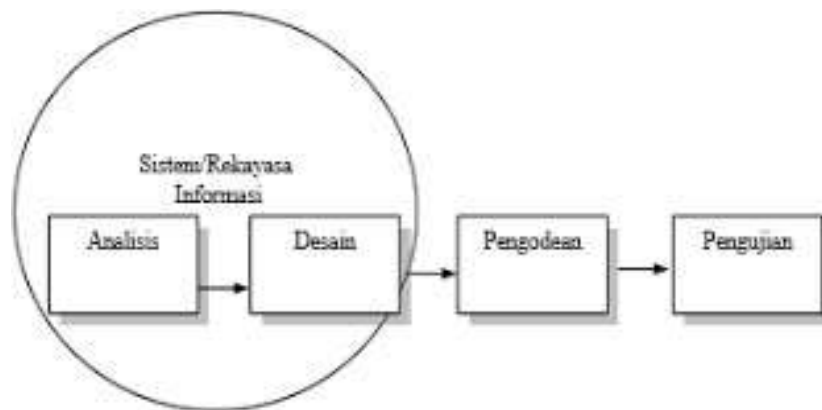 Sistem/Rekayasa
Informasi
Analisis
Desain
Pengodean
Pengujian